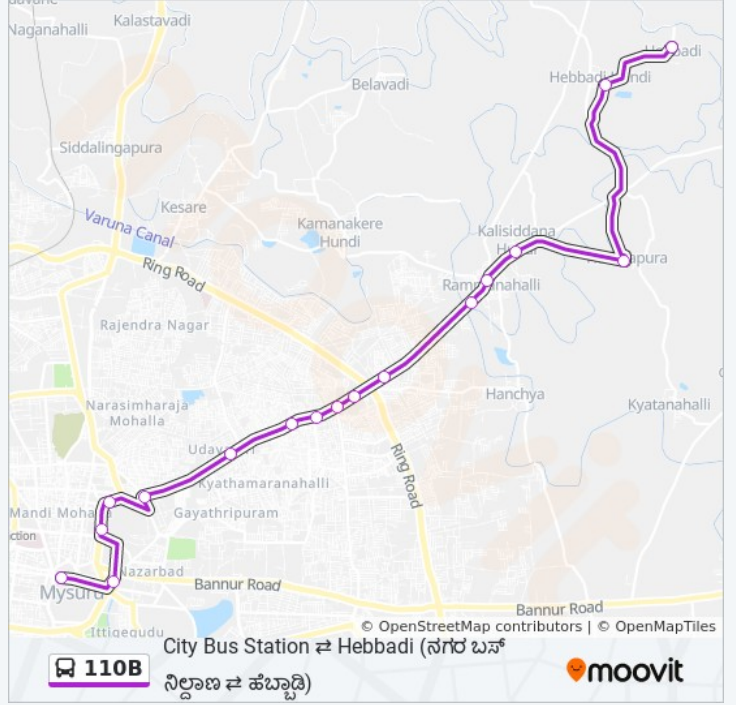 Naganahalli
Kalastavadi
Hebbadi Hundi
Belavadi
Siddalingapura
Kesare
Varuna Canal
Kamanakere
Hundi
Kalisiddana
Ring Road
Rajendra Nagar
Hanchya
Narasimharaja
Mohalla
Kyatanahalli
Ring Road
Kyathamaranahalli
Gayathripuram
Mandi
Nazarbad
Bannur Road
Mysuru
Bannur Road
Ittigegudu
© OpenStreetMap contributors | © OpenMapTiles
110B
City Bus Station ⇄ Hebbadi (ನಗರ ಬಸ್
ನಿಲ್ದಾಣ ⇄ ಹೆಬ್ಬಾಡಿ)
moovit